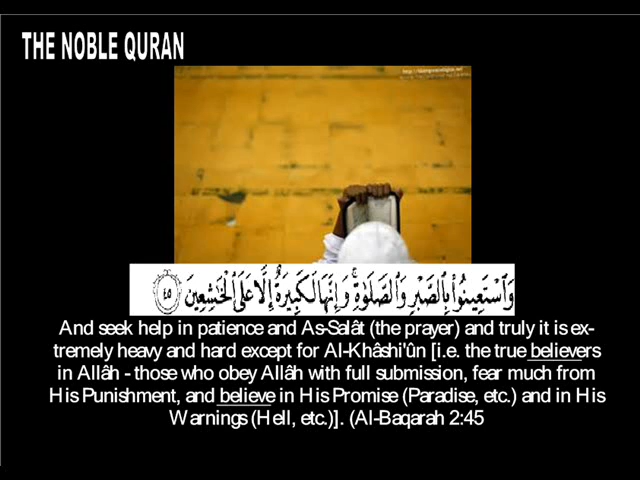 THE NOBLE QURAN
وَٱسْتَعِينُوا۟ بِٱلصَّبْرِ وَٱلصَّلَوٰةِ ۚ وَإِنَّهَا لَكَبِيرَةٌ إِلَّا عَلَى ٱلْخَـٰشِعِينَ ٤٥
And seek help in patience and As-Salât (the prayer) and truly it is ex-
tremely heavy and hard except for Al-Khâshi'ûn [i.e. the true believers
in Allâh - those who obey Allâh with full submission, fear much from
His Punishment, and believe in His Promise (Paradise, etc.) and in His
Warnings (Hell, etc.)]. (Al-Baqarah 2:45